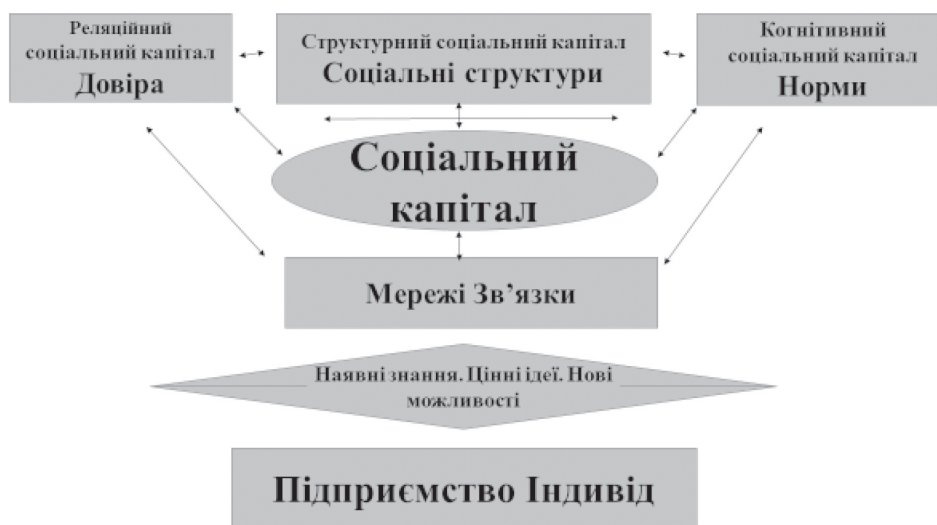 Реляційний
соціальний капітал
Довіра
Структурний соціальний капітал
Соціальні структури
Когнітивний
соціальний капітал
Норми
Соціальний
капітал
Мережі Зв’язки
Наявні знання. Цінні ідеї. Нові
можливості
Підприємство Індивід